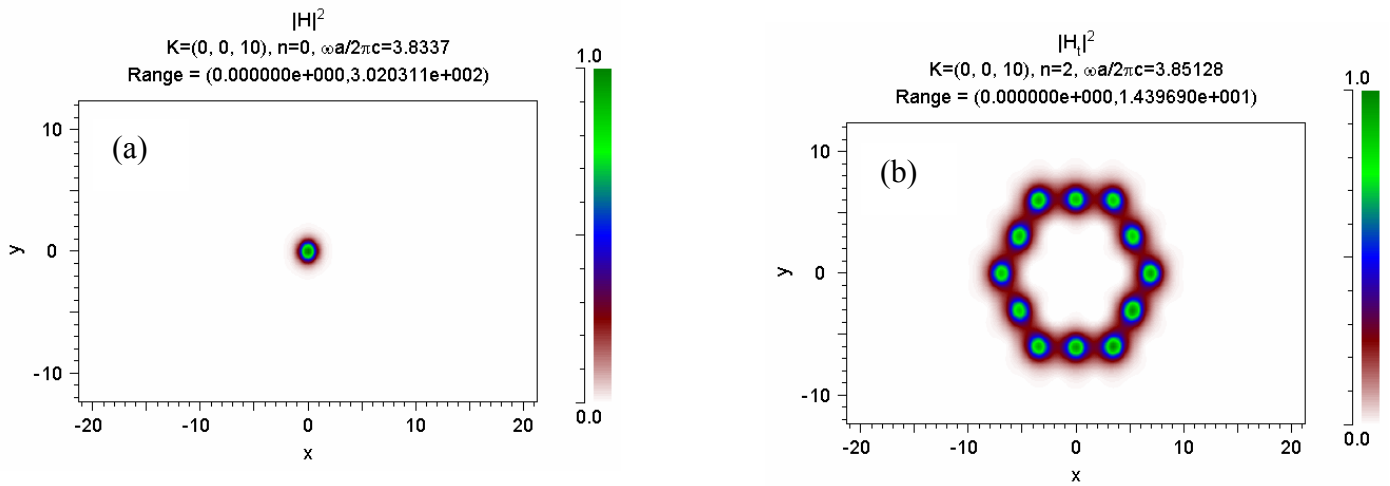 |H|²
K=(0, 0, 10), n=0, ωa/2πc=3.8337
Range = (0.000000e+000,3.020311e+002)
1.0
10
(a)
y
0
-10
0.0
-20
-10
0
10
20
x
|Hₜ|²
K=(0, 0, 10), n=2, ωa/2πc=3.85128
Range = (0.000000e+000,1.439690e+001)
1.0
10
(b)
y
0
-10
0.0
-20
-10
0
10
20
x